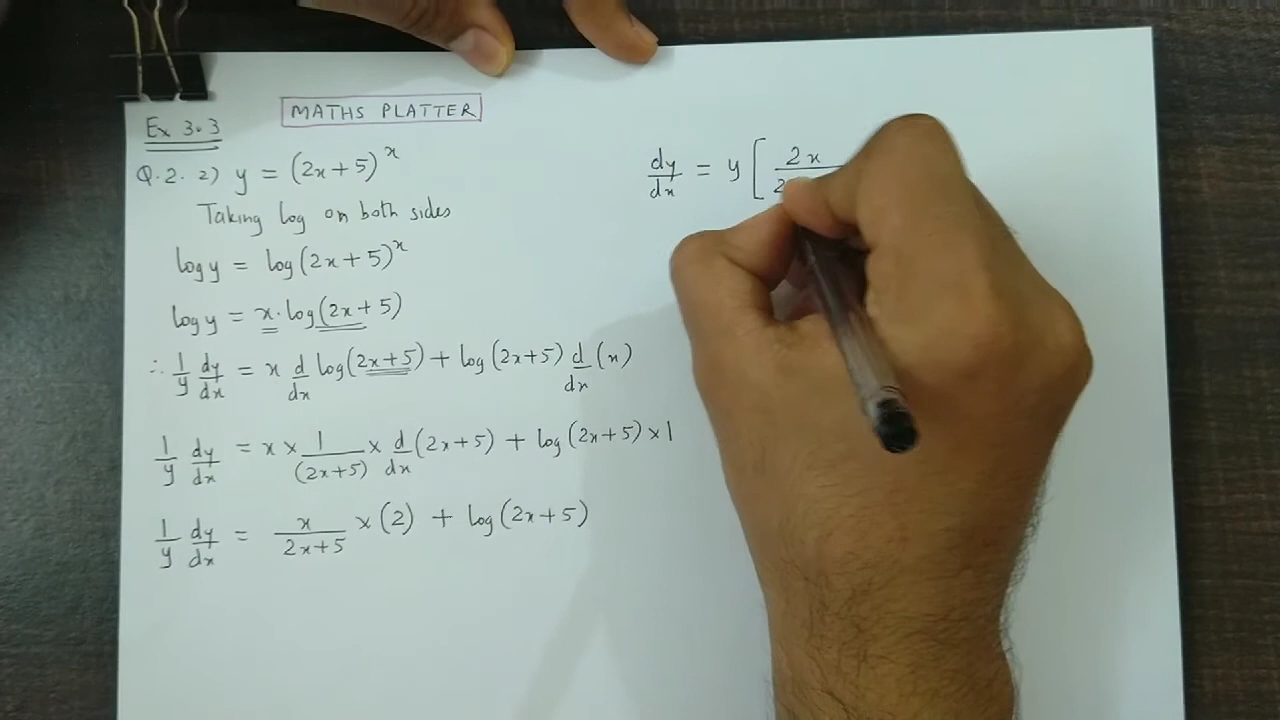 MATHS PLATTER
Ex 3.3
Q.2. 2) y = (2x+5)^x
Taking log on both sides
log y = log(2x+5)^x
log y = x·log(2x+5)
∴ 1/y dy/dx = x d/dx log(2x+5) + log(2x+5) d/dx (x)
1/y dy/dx = x × 1/(2x+5) × d/dx (2x+5) + log(2x+5) × 1
1/y dy/dx = x/2x+5 × (2) + log(2x+5)
dy/dx = y [ 2x/2